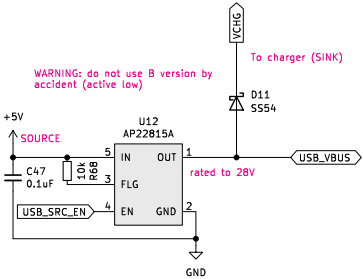 VCHG
To charger (SINK)
WARNING: do not use B version by
accident (active low)
D11
SS54
+5V
U12
AP22815A
SOURCE
5
IN
OUT
1
USB_VBUS
C47
0.1uF
10k
R68
rated to 28V
3
FLG
USB_SRC_EN
4
EN
GND
2
GND